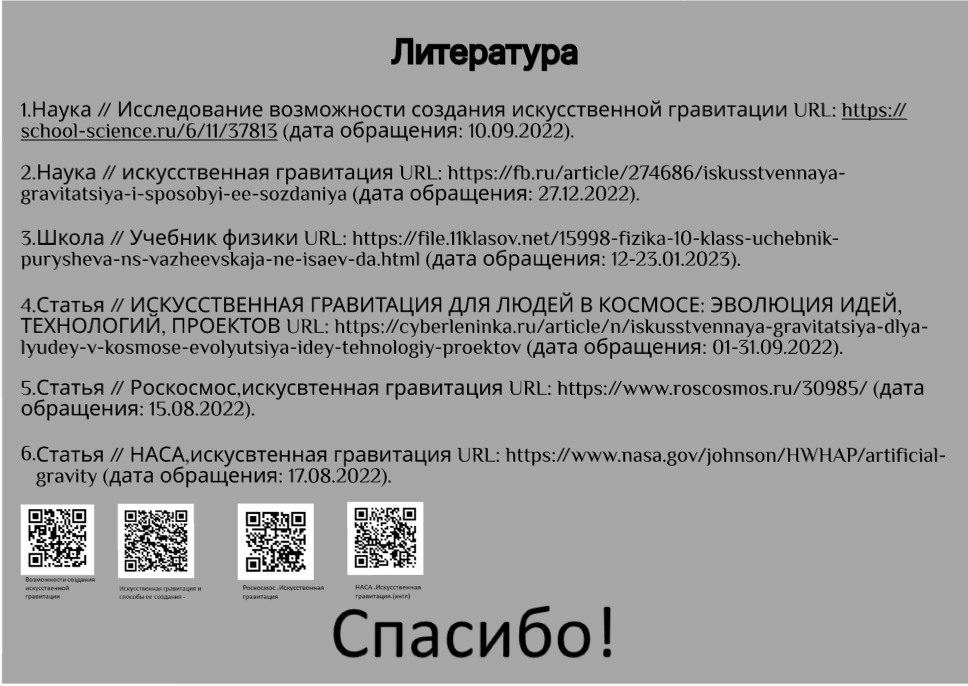 Литература
1.Наука // Исследование возможности создания искусственной гравитации URL: https://
school-science.ru/6/11/37813 (дата обращения: 10.09.2022).
2.Наука // искусственная гравитация URL: https://fb.ru/article/274686/iskusstvennaya-
gravitatsiya-i-sposobyi-ee-sozdaniya (дата обращения: 27.12.2022).
3.Школа // Учебник физики URL: https://file.11klasov.net/15998-fizika-10-klass-uchebnik-
purysheva-ns-vazheevskaja-ne-isaev-da.html (дата обращения: 12-23.01.2023).
4.Статья // ИСКУССТВЕННАЯ ГРАВИТАЦИЯ ДЛЯ ЛЮДЕЙ В КОСМОСЕ: ЭВОЛЮЦИЯ ИДЕЙ,
ТЕХНОЛОГИЙ, ПРОЕКТОВ URL: https://cyberleninka.ru/article/n/iskusstvennaya-gravitatsiya-dlya-
lyudey-v-kosmose-evolyutsiya-idey-tehnologiy-proektov (дата обращения: 01-31.09.2022).
5.Статья // Роскосмос,искусвтенная гравитация URL: https://www.roscosmos.ru/30985/ (дата
обращения: 15.08.2022).
6.Статья // НАСА,искусвтенная гравитация URL: https://www.nasa.gov/johnson/HWHAP/artificial-
gravity (дата обращения: 17.08.2022).
Возможности создания
искусственной
гравитации
Искусственная гравитация и
способы ее создания -
Роскосмос .Искусственная
гравитация
НАСА .Искусственная
гравитация.(англ)
Спасибо!